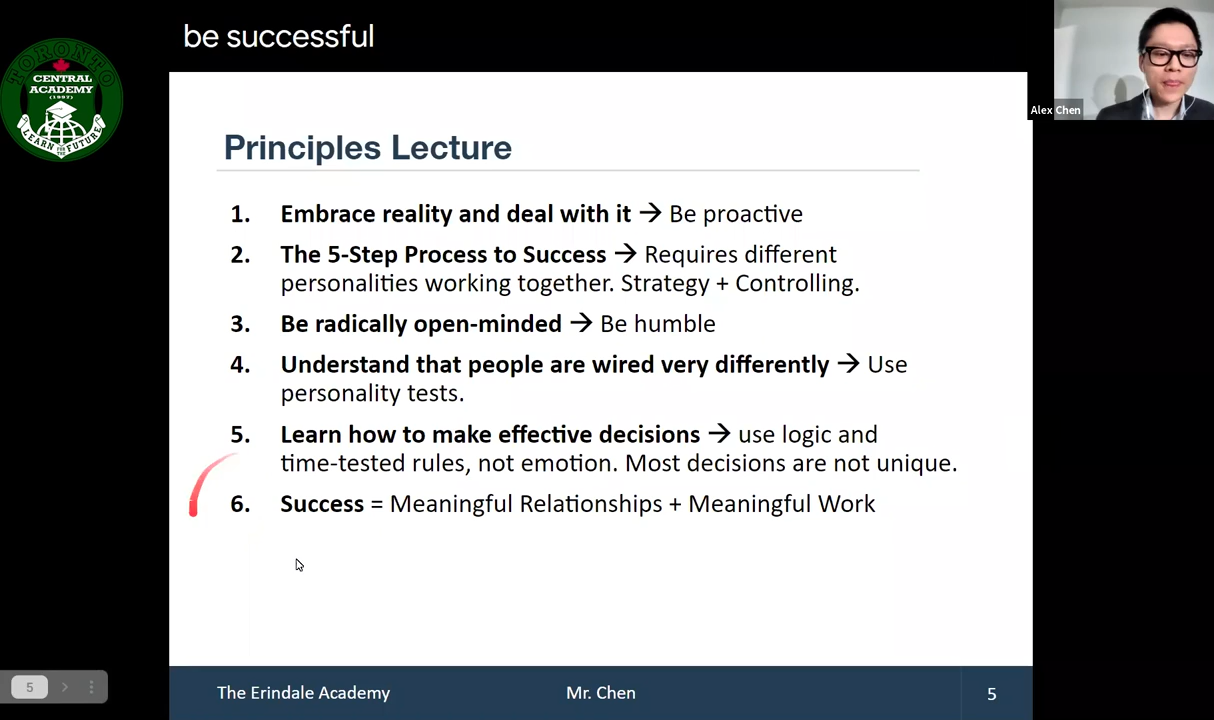 be successful
TORONTO
CENTRAL
ACADEMY
(1997)
LEARN FOR THE FUTURE
Alex Chen
Principles Lecture
1. Embrace reality and deal with it → Be proactive
2. The 5-Step Process to Success → Requires different
personalities working together. Strategy + Controlling.
3. Be radically open-minded → Be humble
4. Understand that people are wired very differently → Use
personality tests.
5. Learn how to make effective decisions → use logic and
time-tested rules, not emotion. Most decisions are not unique.
6. Success = Meaningful Relationships + Meaningful Work
5
The Erindale Academy
Mr. Chen
5